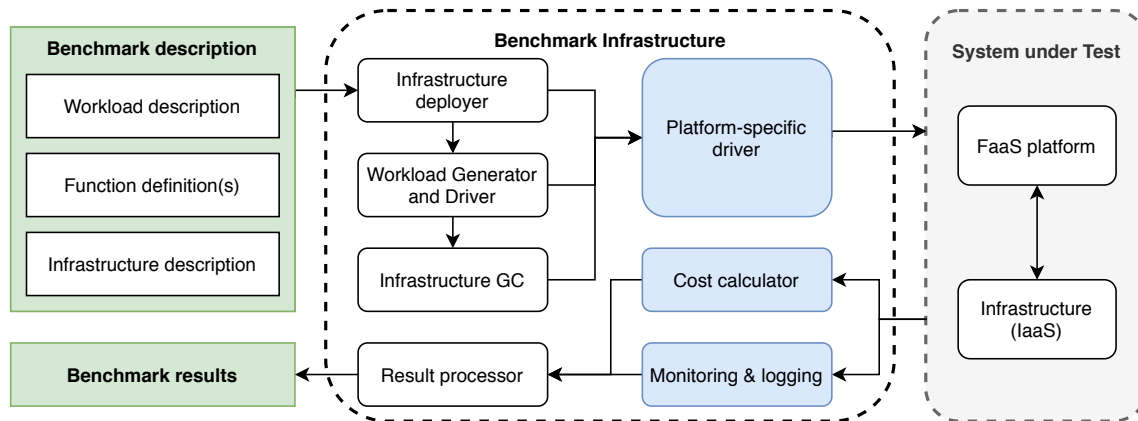 Benchmark description
Workload description
Function definition(s)
Infrastructure description
Benchmark results
Benchmark Infrastructure
Infrastructure
deployer
Workload Generator
and Driver
Infrastructure GC
Result processor
Platform-specific
driver
Cost calculator
Monitoring & logging
System under Test
FaaS platform
Infrastructure
(IaaS)